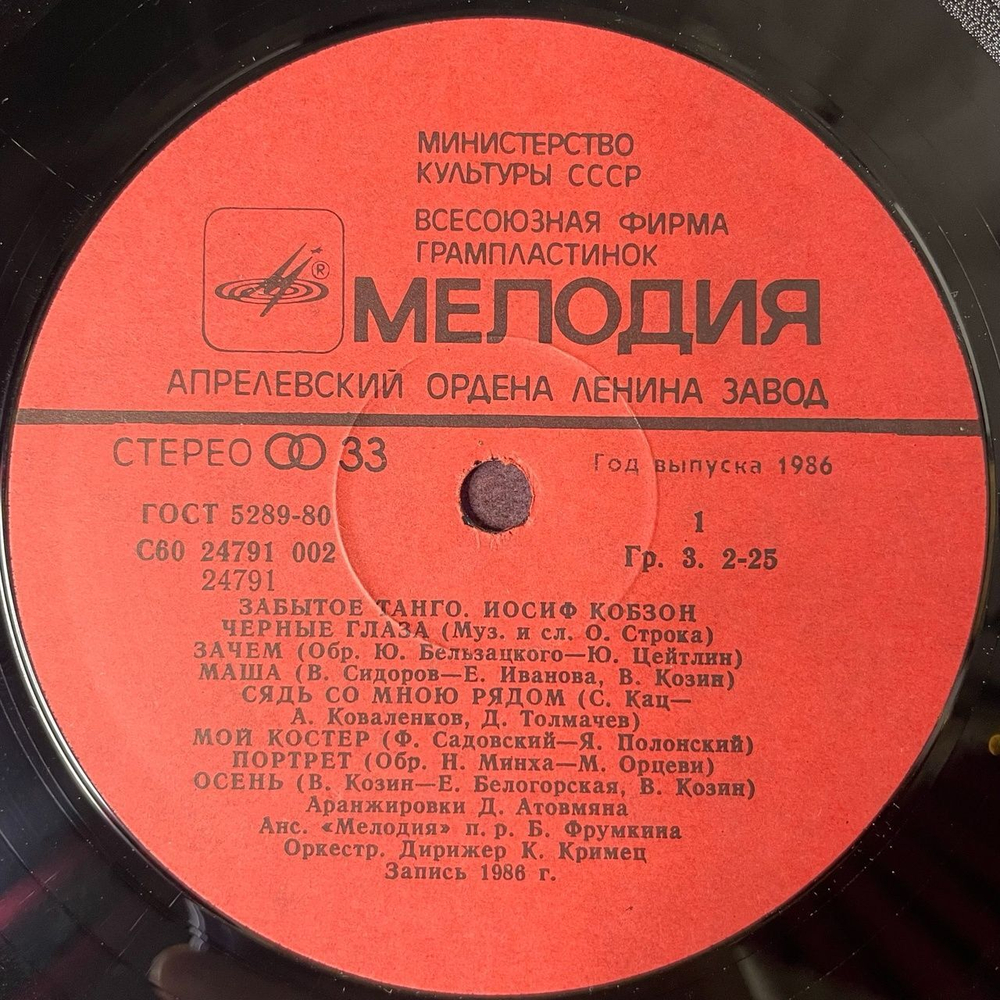 МИНИСТЕРСТВО
КУЛЬТУРЫ СССР
ВСЕСОЮЗНАЯ ФИРМА
ГРАМПЛАСТИНОК
®
МЕЛОДИЯ
АПРЕЛЕВСКИЙ ОРДЕНА ЛЕНИНА ЗАВОД
СТЕРЕО 33
Год выпуска 1986
ГОСТ 5289-80
1
С60 24791 002
Гр. 3. 2-25
24791
ЗАБЫТОЕ ТАНГО. ИОСИФ КОБЗОН
ЧЕРНЫЕ ГЛАЗА (Муз. и сл. О. Строка)
ЗАЧЕМ (Обр. Ю. Бельзацкого—Ю. Цейтлин)
МАША (В. Сидоров—Е. Иванова, В. Козин)
СЯДЬ СО МНОЮ РЯДОМ (С. Кац—
А. Коваленков, Д. Толмачев)
МОЙ КОСТЕР (Ф. Садовский—Я. Полонский)
ПОРТРЕТ (Обр. Н. Минха—М. Орцеви)
ОСЕНЬ (В. Козин—Е. Белогорская, В. Козин)
Аранжировки Д. Атовмяна
Анс. «Мелодия» п. р. Б. Фрумкина
Оркестр. Дирижер К. Кримец
Запись 1986 г.